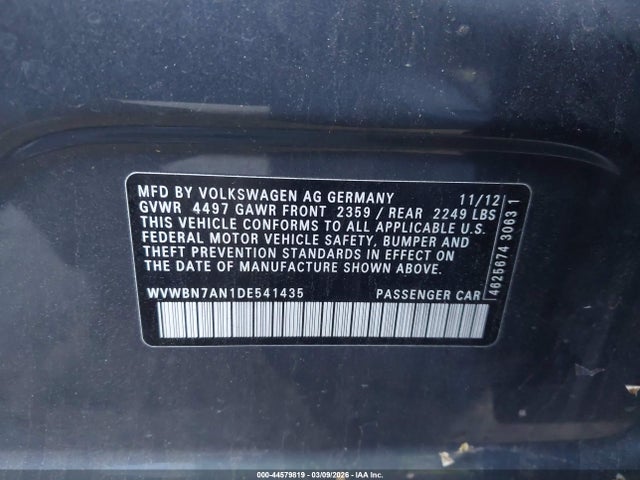 MFD BY VOLKSWAGEN AG GERMANY 11/12
GVWR 4497 GAWR FRONT 2359 / REAR 2249 LBS
THIS VEHICLE CONFORMS TO ALL APPLICABLE U.S.
FEDERAL MOTOR VEHICLE SAFETY, BUMPER AND
THEFT PREVENTION STANDARDS IN EFFECT ON
THE DATE OF MANUFACTURE SHOWN ABOVE.
WVWBN7AN1DE541435 PASSENGER CAR
4625674 3063 1
000-44579819 - 03/09/2026 - IAA Inc.